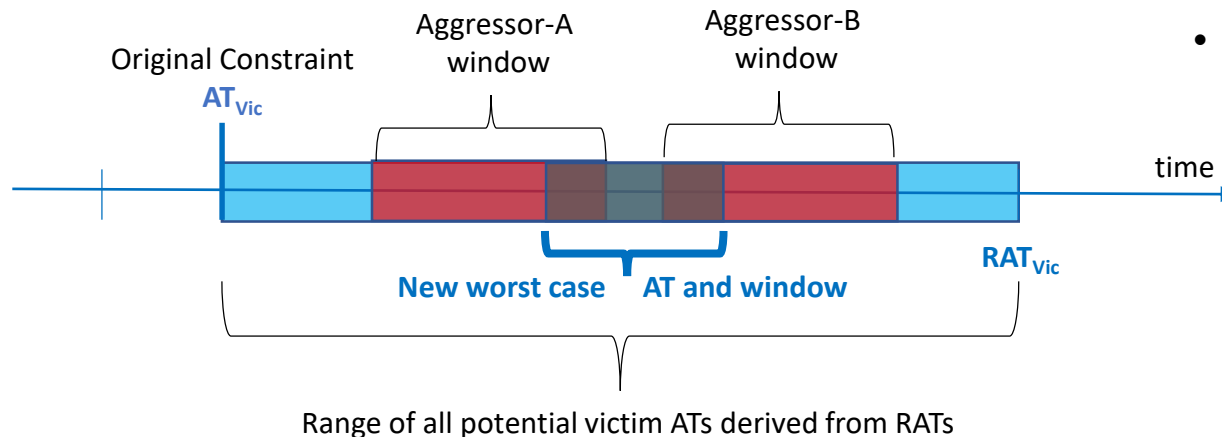 Aggressor-A
window
Aggressor-B
window
•
Original Constraint
AT_Vic
time
RAT_Vic
New worst case AT and window
Range of all potential victim ATs derived from RATs